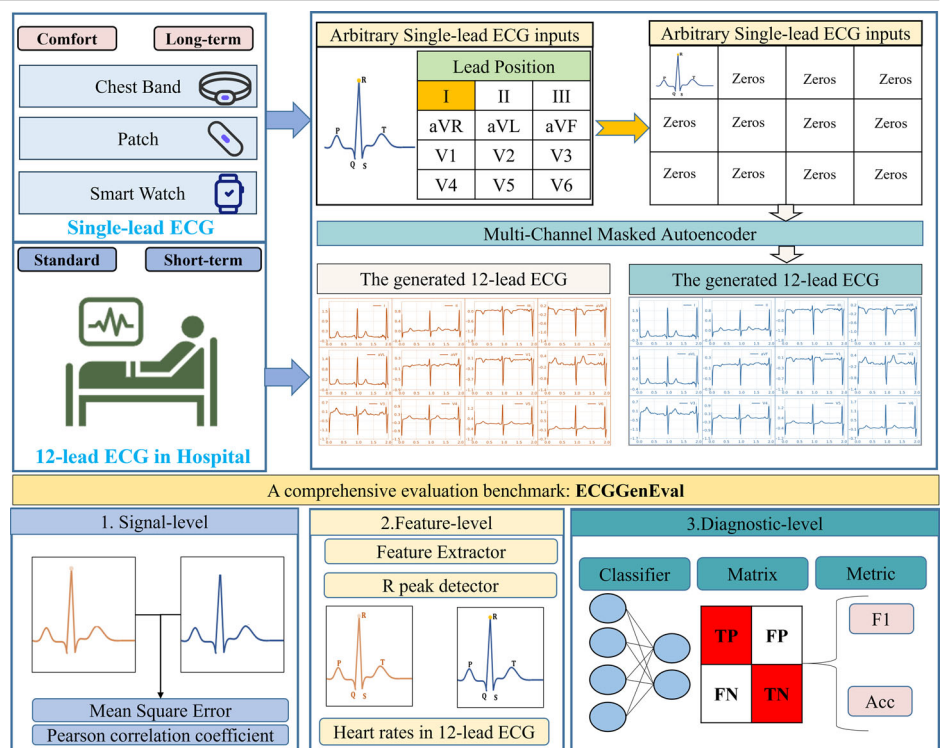 Comfort
Long-term
Chest Band
Patch
Smart Watch
Single-lead ECG
Standard
Short-term
12-lead ECG in Hospital
Arbitrary Single-lead ECG inputs
R
P
T
Q
S
Lead Position
I II III
aVR aVL aVF
V1 V2 V3
V4 V5 V6
Arbitrary Single-lead ECG inputs
Zeros Zeros Zeros
Zeros Zeros Zeros Zeros
Zeros Zeros Zeros Zeros
Multi-Channel Masked Autoencoder
The generated 12-lead ECG
The generated 12-lead ECG
A comprehensive evaluation benchmark: ECGGenEval
1. Signal-level
Mean Square Error
Pearson correlation coefficient
2.Feature-level
Feature Extractor
R peak detector
R
P
T
Q
S
R
P
T
Q
S
Heart rates in 12-lead ECG
3.Diagnostic-level
Classifier
Matrix
Metric
TP FP
FN TN
F1
Acc